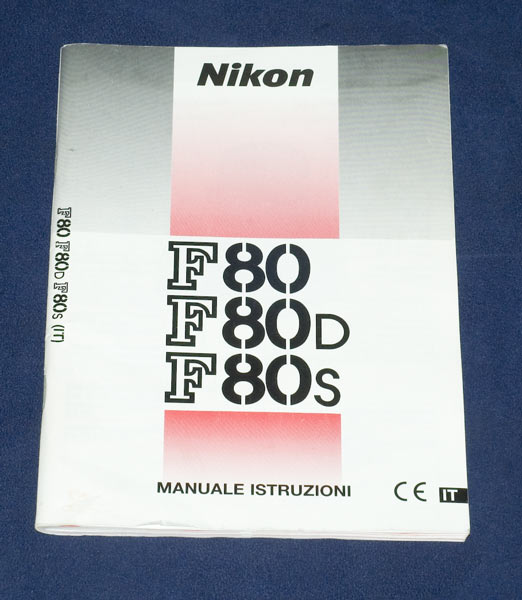 Nikon
F80
F80D
F80S
MANUALE ISTRUZIONI
CE IT
F80 F80D F80S (IT)